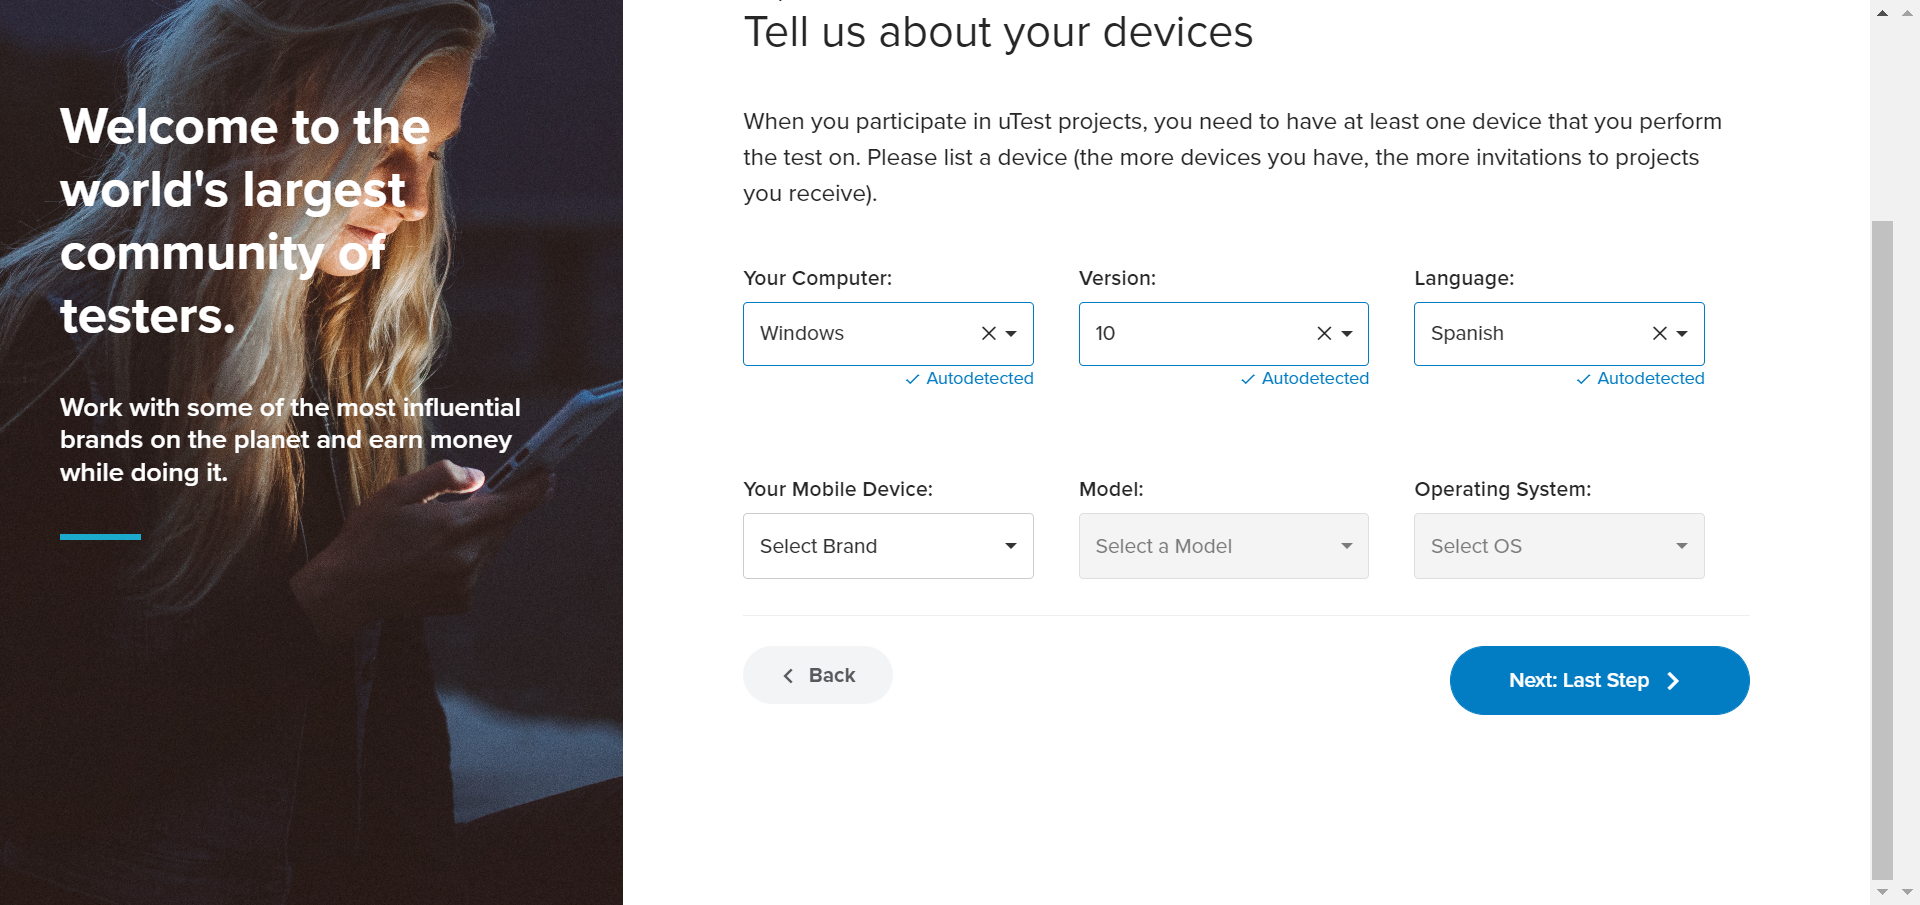 Welcome to the
world's largest
community of
testers.
Work with some of the most influential
brands on the planet and earn money
while doing it.
Tell us about your devices
When you participate in uTest projects, you need to have at least one device that you perform
the test on. Please list a device (the more devices you have, the more invitations to projects
you receive).
Your Computer: Version: Language:
Windows 10 Spanish
Autodetected Autodetected Autodetected
Your Mobile Device: Model: Operating System:
Select Brand Select a Model Select OS
Back Next: Last Step